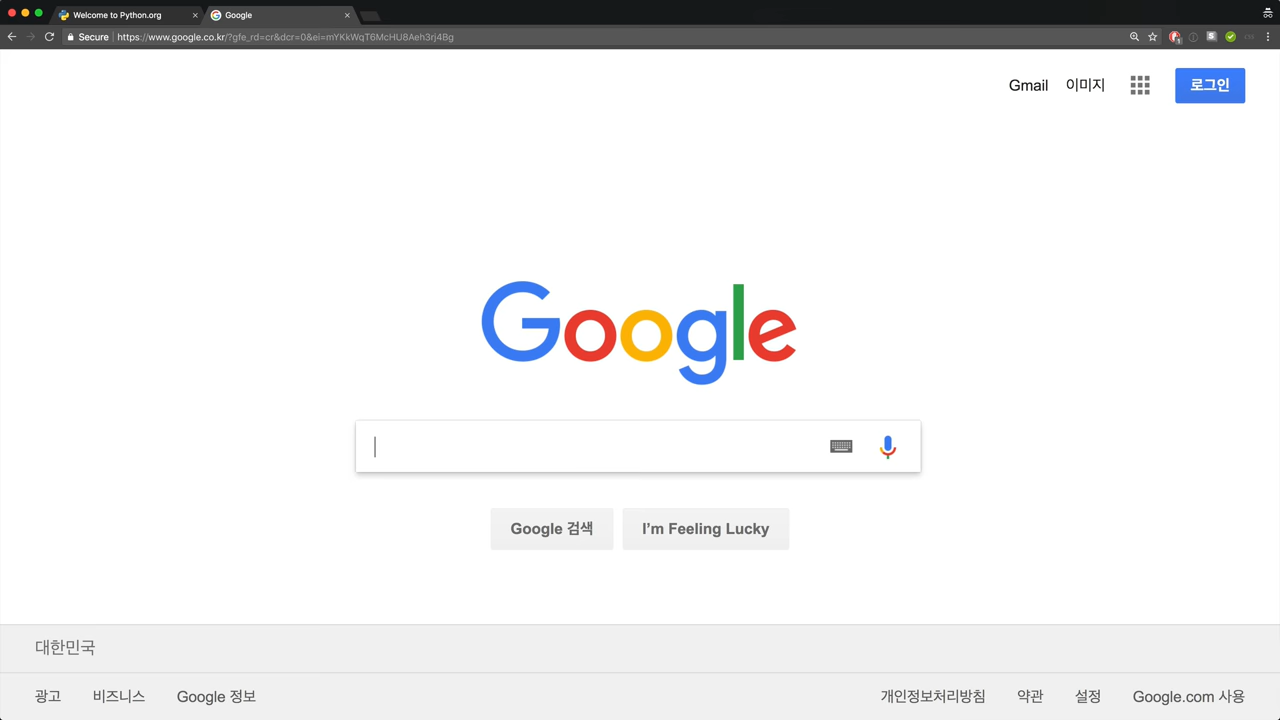 Welcome to Python.org
Google
Secure
https://www.google.co.kr/?gfe_rd=cr&dcr=0&ei=mYKkWqT6McHU8Aeh3rj4Bg
Gmail 이미지 로그인
Google
Google 검색 I'm Feeling Lucky
대한민국
광고 비즈니스 Google 정보 개인정보처리방침 약관 설정 Google.com 사용